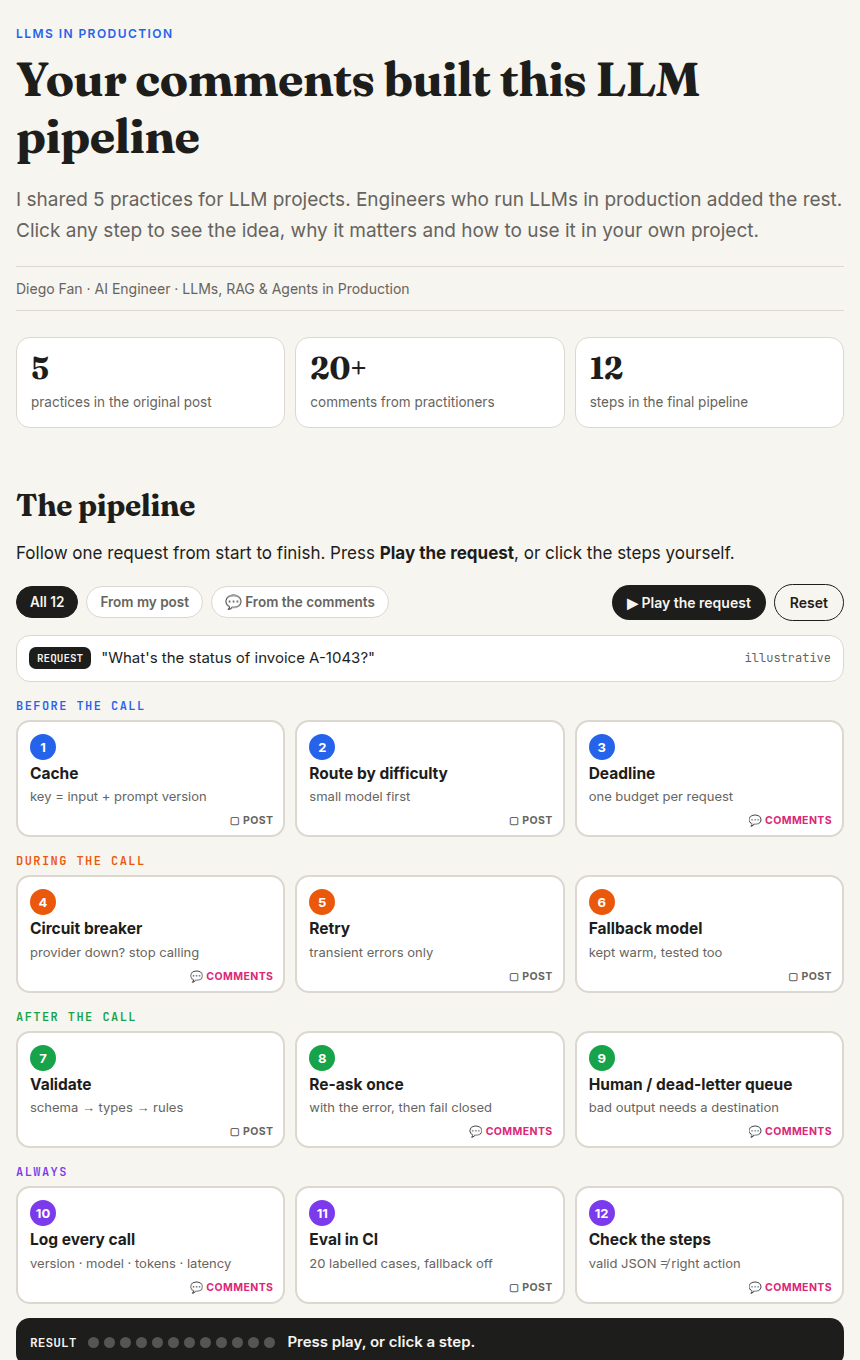 LLMS IN PRODUCTION
Your comments built this LLM
pipeline
I shared 5 practices for LLM projects. Engineers who run LLMs in production added the rest.
Click any step to see the idea, why it matters and how to use it in your own project.
Diego Fan · AI Engineer · LLMs, RAG & Agents in Production
5
practices in the original post
20+
comments from practitioners
12
steps in the final pipeline
The pipeline
Follow one request from start to finish. Press Play the request, or click the steps yourself.
All 12
From my post
💬 From the comments
▶ Play the request
Reset
REQUEST "What's the status of invoice A-1043?"
illustrative
BEFORE THE CALL
1
Cache
key = input + prompt version
▢ POST
2
Route by difficulty
small model first
▢ POST
3
Deadline
one budget per request
💬 COMMENTS
DURING THE CALL
4
Circuit breaker
provider down? stop calling
💬 COMMENTS
5
Retry
transient errors only
▢ POST
6
Fallback model
kept warm, tested too
▢ POST
AFTER THE CALL
7
Validate
schema → types → rules
▢ POST
8
Re-ask once
with the error, then fail closed
💬 COMMENTS
9
Human / dead-letter queue
bad output needs a destination
💬 COMMENTS
ALWAYS
10
Log every call
version · model · tokens · latency
💬 COMMENTS
11
Eval in CI
20 labelled cases, fallback off
▢ POST
12
Check the steps
valid JSON ≠ right action
💬 COMMENTS
RESULT
Press play, or click a step.